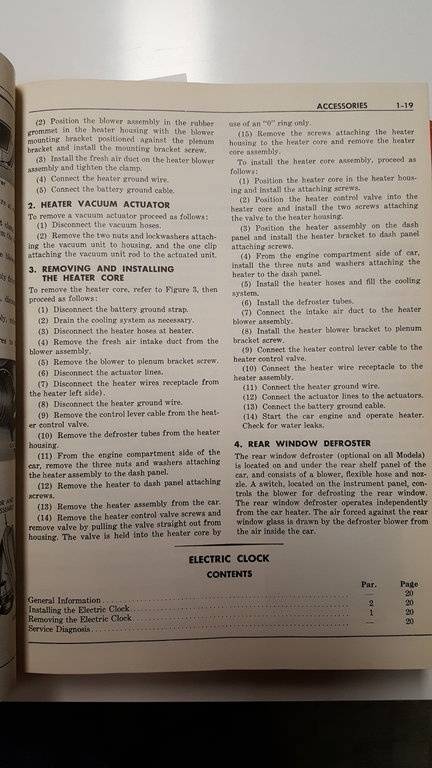 ACCESSORIES 1-19
(2) Position the blower assembly in the rubber
grommet in the heater housing with the blower
mounting bracket positioned against the plenum
bracket and install the mounting bracket screw.
(3) Install the fresh air duct on the heater blower
assembly and tighten the clamp.
(4) Connect the heater ground wire.
(5) Connect the battery ground cable.
2. HEATER VACUUM ACTUATOR
To remove a vacuum actuator proceed as follows:
(1) Disconnect the vacuum hoses.
(2) Remove the two nuts and lockwashers attach-
ing the vacuum unit to housing, and the one clip
attaching the vacuum unit rod to the actuated unit.
3. REMOVING AND INSTALLING
THE HEATER CORE
To remove the heater core, refer to Figure 3, then
proceed as follows:
(1) Disconnect the battery ground strap.
(2) Drain the cooling system as necessary.
(3) Disconnect the heater hoses at heater.
(4) Remove the fresh air intake duct from the
blower assembly.
(5) Remove the blower to plenum bracket screw.
(6) Disconnect the actuator lines.
(7) Disconnect the heater wires receptacle from
the heater left side).
(8) Disconnect the heater ground wire.
(9) Remove the control lever cable from the heat-
er control valve.
(10) Remove the defroster tubes from the heater
housing.
(11) From the engine compartment side of the
car, remove the three nuts and washers attaching
the heater assembly to the dash panel.
(12) Remove the heater to dash panel attaching
screws.
(13) Remove the heater assembly from the car.
(14) Remove the heater control valve screws and
remove valve by pulling the valve straight out from
housing. The valve is held into the heater core by
use of an "0" ring only.
(15) Remove the screws attaching the heater
housing to the heater core and remove the heater
core assembly.
To install the heater core assembly, proceed as
follows:
(1) Position the heater core in the heater hous-
ing and install the attaching screws.
(2) Position the heater control valve into the
heater core and install the two screws attaching
the valve to the heater housing.
(3) Position the heater assembly on the dash
panel and install the heater bracket to dash panel
attaching screws.
(4) From the engine compartment side of car,
install the three nuts and washers attaching the
heater to the dash panel.
(5) Install the heater hoses and fill the cooling
system.
(6) Install the defroster tubes.
(7) Connect the intake air duct to the heater
blower assembly.
(8) Install the heater blower bracket to plenum
bracket screw.
(9) Connect the heater control lever cable to the
heater control valve.
(10) Connect the heater wire receptacle to the
heater assembly.
(11) Connect the heater ground wire.
(12) Connect the actuator lines to the actuators.
(13) Connect the battery ground cable.
(14) Start the car engine and operate heater.
Check for water leaks.
4. REAR WINDOW DEFROSTER
The rear window defroster (optional on all Models)
is located on and under the rear shelf panel of the
car, and consists of a blower, flexible hose and noz-
zle. A switch, located on the instrument panel, con-
trols the blower for defrosting the rear window.
The rear window defroster operates independently
from the car heater. The air forced against the rear
window glass is drawn by the defroster blower from
the air inside the car.
ELECTRIC CLOCK
CONTENTS
Par. Page
General Information — 20
Installing the Electric Clock 2 20
Removing the Electric Clock 1 20
Service Diagnosis — 20